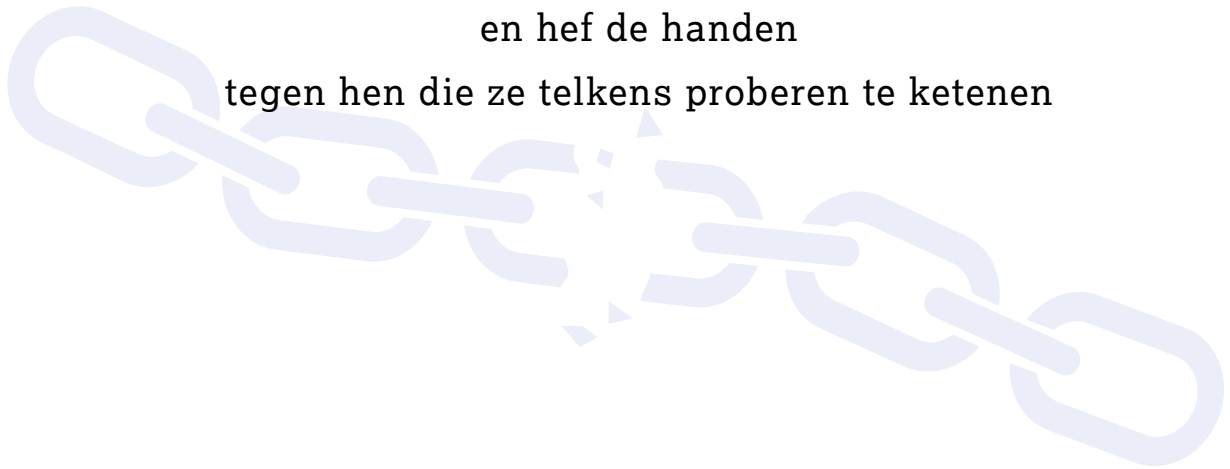 en hef de handen
tegen hen die ze telkens proberen te ketenen